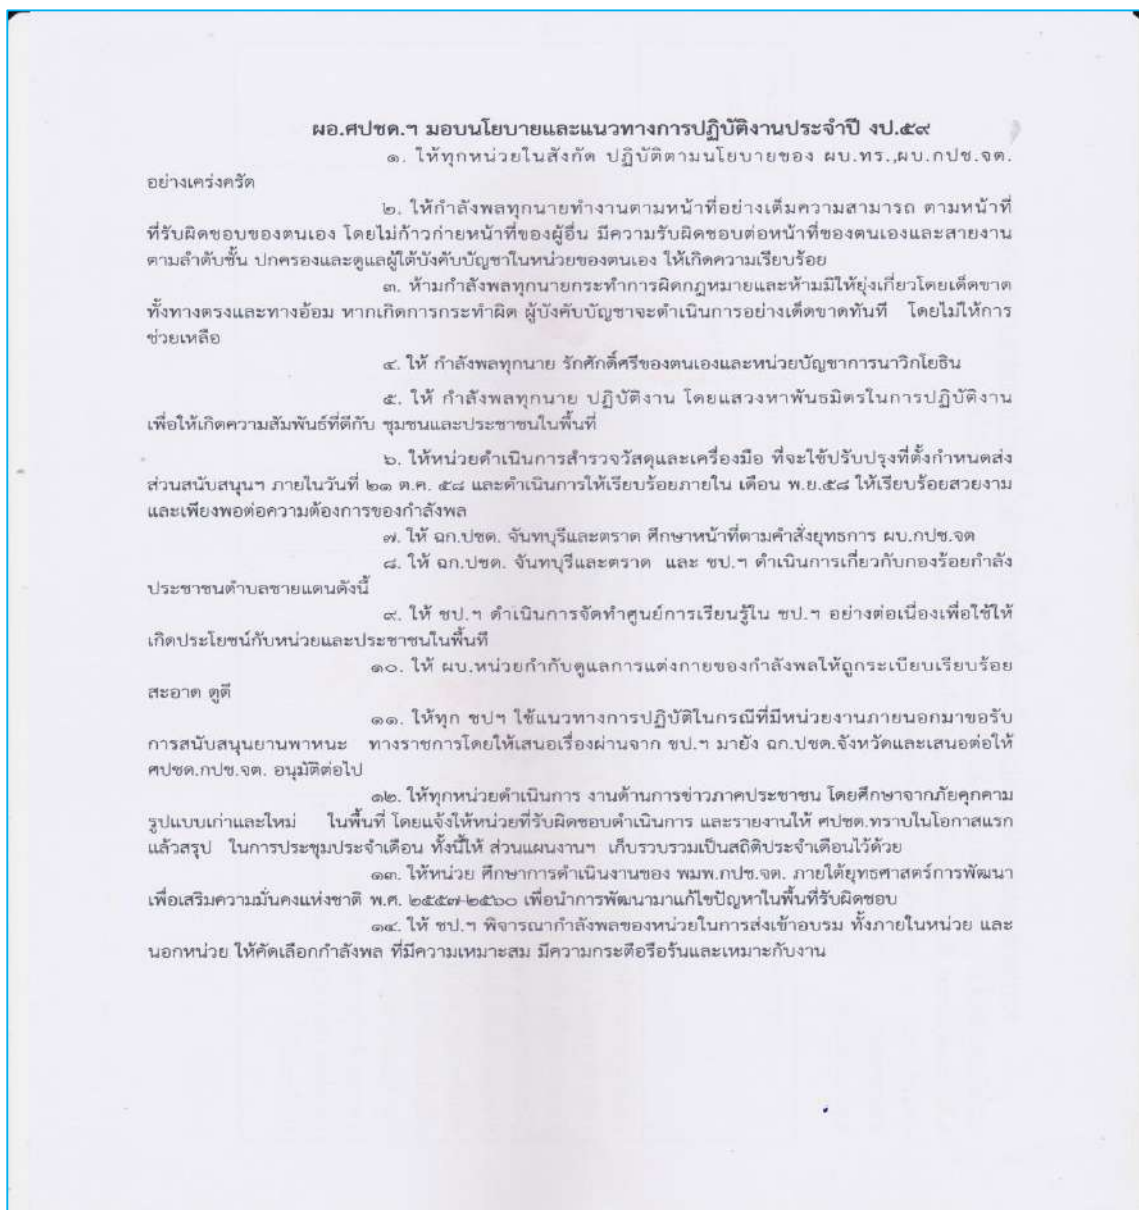 ผอ.ศปชด.ฯ มอบนโยบายและแนวทางการปฏิบัติงานประจำปี งป.๕๙
๑. ให้ทุกหน่วยในสังกัด ปฏิบัติตามนโยบายของ ผบ.ทร.,ผบ.กปช.จต.
อย่างเคร่งครัด
๒. ให้กำลังพลทุกนายทำงานตามหน้าที่อย่างเต็มความสามารถ ตามหน้าที่
ที่รับผิดชอบของตนเอง โดยไม่ก้าวก่ายหน้าที่ของผู้อื่น มีความรับผิดชอบต่อหน้าที่ของตนเองและสายงาน
ตามลำดับชั้น ปกครองและดูแลผู้ใต้บังคับบัญชาในหน่วยของตนเอง ให้เกิดความเรียบร้อย
๓. ห้ามกำลังพลทุกนายกระทำการผิดกฎหมายและห้ามมิให้ยุ่งเกี่ยวโดยเด็ดขาด
ทั้งทางตรงและทางอ้อม หากเกิดการกระทำผิด ผู้บังคับบัญชาจะดำเนินการอย่างเด็ดขาดทันที โดยไม่ให้การ
ช่วยเหลือ
๔. ให้ กำลังพลทุกนาย รักศักดิ์ศรีของตนเองและหน่วยบัญชาการนาวิกโยธิน
๕. ให้ กำลังพลทุกนาย ปฏิบัติงาน โดยแสวงหาพันธมิตรในการปฏิบัติงาน
เพื่อให้เกิดความสัมพันธ์ที่ดีกับ ชุมชนและประชาชนในพื้นที่
๖. ให้หน่วยดำเนินการสำรวจวัสดุและเครื่องมือ ที่จะใช้ปรับปรุงที่ตั้งกำหนดส่ง
ส่วนสนับสนุนฯ ภายในวันที่ ๒๑ ต.ค. ๕๘ และดำเนินการให้เรียบร้อยภายใน เดือน พ.ย.๕๘ ให้เรียบร้อยสวยงาม
และเพียงพอต่อความต้องการของกำลังพล
๗. ให้ ฉก.ปชด. จันทบุรีและตราด ศึกษาหน้าที่ตามคำสั่งยุทธการ ผบ.กปช.จต
๘. ให้ ฉก.ปชด. จันทบุรีและตราด และ ชป.ฯ ดำเนินการเกี่ยวกับกองร้อยกำลัง
ประชาชนตำบลชายแดนดังนี้
๙. ให้ ชป.ฯ ดำเนินการจัดทำศูนย์การเรียนรู้ใน ชป.ฯ อย่างต่อเนื่องเพื่อใช้ให้
เกิดประโยชน์กับหน่วยและประชาชนในพื้นที่
๑๐. ให้ ผบ.หน่วยกำกับดูแลการแต่งกายของกำลังพลให้ถูกระเบียบเรียบร้อย
สะอาด ดูดี
๑๑. ให้ทุก ชปฯ ใช้แนวทางการปฏิบัติในกรณีที่มีหน่วยงานภายนอกมาขอรับ
การสนับสนุนยานพาหนะ ทางราชการโดยให้เสนอเรื่องผ่านจาก ชป.ฯ มายัง ฉก.ปชด.จังหวัดและเสนอต่อให้
ศปชด.กปช.จต. อนุมัติต่อไป
๑๒. ให้ทุกหน่วยดำเนินการ งานด้านการข่าวภาคประชาชน โดยศึกษาจากภัยคุกคาม
รูปแบบเก่าและใหม่ ในพื้นที่ โดยแจ้งให้หน่วยที่รับผิดชอบดำเนินการ และรายงานให้ ศปชด.ทราบในโอกาสแรก
แล้วสรุป ในการประชุมประจำเดือน ทั้งนี้ให้ ส่วนแผนงานฯ เก็บรวบรวมเป็นสถิติประจำเดือนไว้ด้วย
๑๓. ให้หน่วย ศึกษาการดำเนินงานของ พมพ.กปช.จต. ภายใต้ยุทธศาสตร์การพัฒนา
เพื่อเสริมความมั่นคงแห่งชาติ พ.ศ. ๒๕๕๗-๒๕๖๐ เพื่อนำการพัฒนามาแก้ไขปัญหาในพื้นที่รับผิดชอบ
๑๔. ให้ ชป.ฯ พิจารณากำลังพลของหน่วยในการส่งเข้าอบรม ทั้งภายในหน่วย และ
นอกหน่วย ให้คัดเลือกกำลังพล ที่มีความเหมาะสม มีความกระตือรือร้นและเหมาะกับงาน